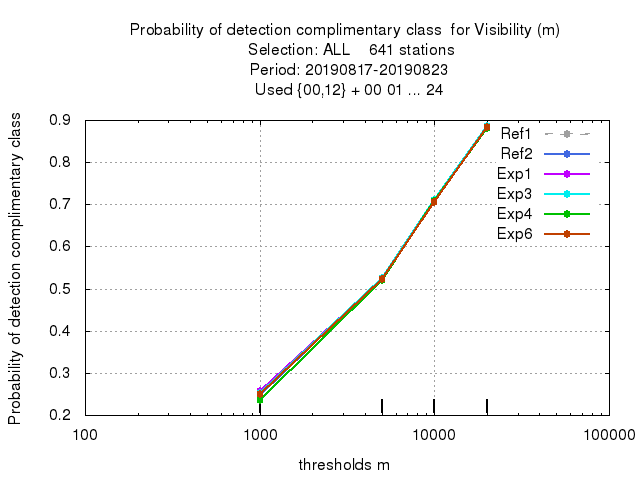 Probability of detection complimentary class  for Visibility (m)
Selection: ALL    641 stations
Period: 20190817-20190823
Used {00,12} + 00 01 ... 24
Probability of detection complimentary class
0.9
0.8
0.7
0.6
0.5
0.4
0.3
0.2
Ref1
Ref2
Exp1
Exp3
Exp4
Exp6
100
1000
10000
100000
thresholds m